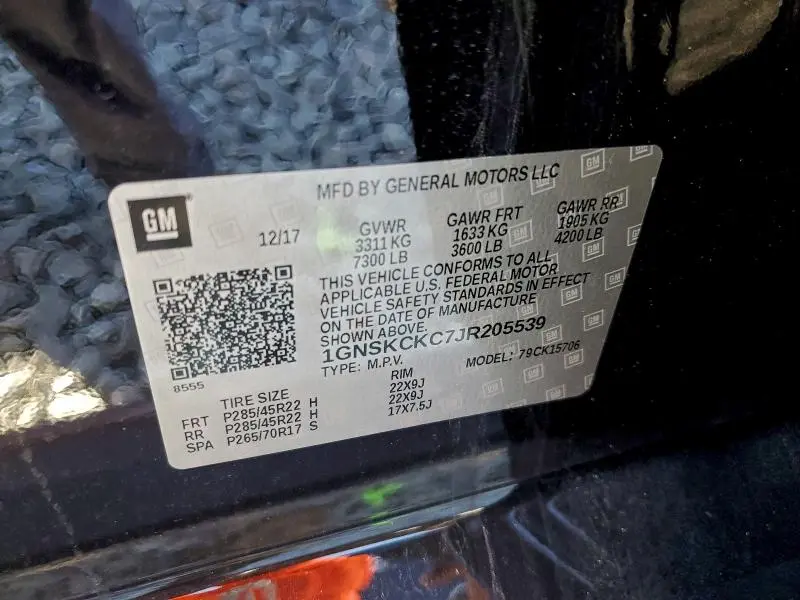 MFD BY GENERAL MOTORS LLC
GM
12/17
GVWR GAWR FRT GAWR RR
3311 KG 1633 KG 1905 KG
7300 LB 3600 LB 4200 LB
THIS VEHICLE CONFORMS TO ALL
APPLICABLE U.S. FEDERAL MOTOR
VEHICLE SAFETY STANDARDS IN EFFECT
ON THE DATE OF MANUFACTURE
SHOWN ABOVE.
1GNSKCKC7JR205539
TYPE: M.P.V. MODEL: 79CK15706
8555
TIRE SIZE RIM
FRT P285/45R22 H 22X9J
RR P285/45R22 H 22X9J
SPA P265/70R17 S 17X7.5J